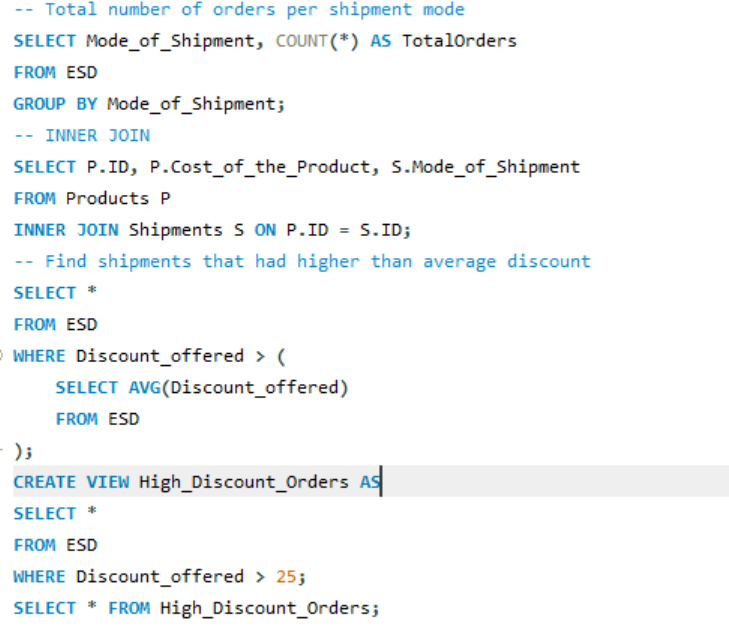 -- Total number of orders per shipment mode
SELECT Mode_of_Shipment, COUNT(*) AS TotalOrders
FROM ESD
GROUP BY Mode_of_Shipment;
-- INNER JOIN
SELECT P.ID, P.Cost_of_the_Product, S.Mode_of_Shipment
FROM Products P
INNER JOIN Shipments S ON P.ID = S.ID;
-- Find shipments that had higher than average discount
SELECT *
FROM ESD
WHERE Discount_offered > (
    SELECT AVG(Discount_offered)
    FROM ESD
);
CREATE VIEW High_Discount_Orders AS
SELECT *
FROM ESD
WHERE Discount_offered > 25;
SELECT * FROM High_Discount_Orders;